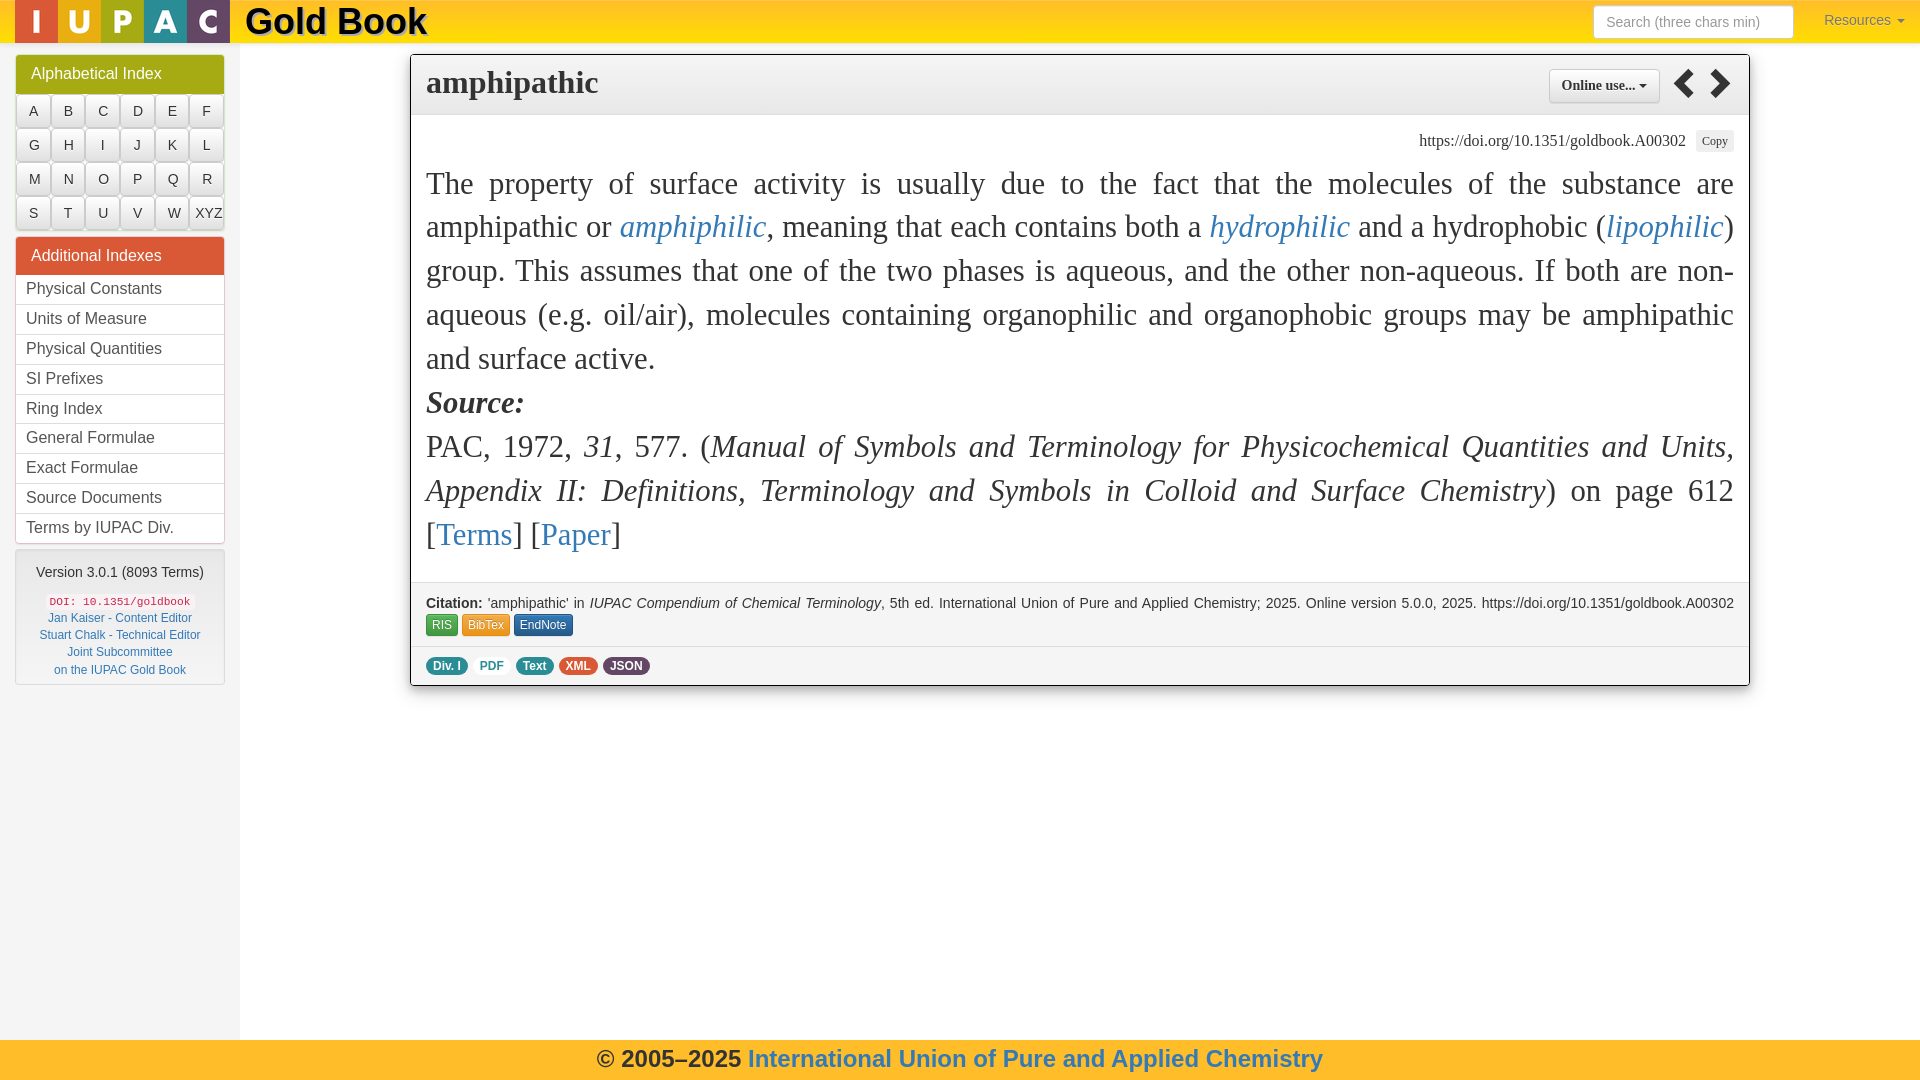 I U P A C Gold Book Search (three chars min) Resources
Alphabetical Index
A B C D E F
G H I J K L
M N O P Q R
S T U V W XYZ
Additional Indexes
Physical Constants
Units of Measure
Physical Quantities
SI Prefixes
Ring Index
General Formulae
Exact Formulae
Source Documents
Terms by IUPAC Div.
Version 3.0.1 (8093 Terms)
DOI: 10.1351/goldbook
Jan Kaiser - Content Editor
Stuart Chalk - Technical Editor
Joint Subcommittee
on the IUPAC Gold Book
amphipathic Online use...
https://doi.org/10.1351/goldbook.A00302 Copy
The property of surface activity is usually due to the fact that the molecules of the substance are
amphipathic or amphiphilic, meaning that each contains both a hydrophilic and a hydrophobic (lipophilic)
group. This assumes that one of the two phases is aqueous, and the other non-aqueous. If both are non-
aqueous (e.g. oil/air), molecules containing organophilic and organophobic groups may be amphipathic
and surface active.
Source:
PAC, 1972, 31, 577. (Manual of Symbols and Terminology for Physicochemical Quantities and Units,
Appendix II: Definitions, Terminology and Symbols in Colloid and Surface Chemistry) on page 612
[Terms] [Paper]
Citation: 'amphipathic' in IUPAC Compendium of Chemical Terminology, 5th ed. International Union of Pure and Applied Chemistry; 2025. Online version 5.0.0, 2025. https://doi.org/10.1351/goldbook.A00302
RIS BibTex EndNote
Div. I PDF Text XML JSON
© 2005–2025 International Union of Pure and Applied Chemistry